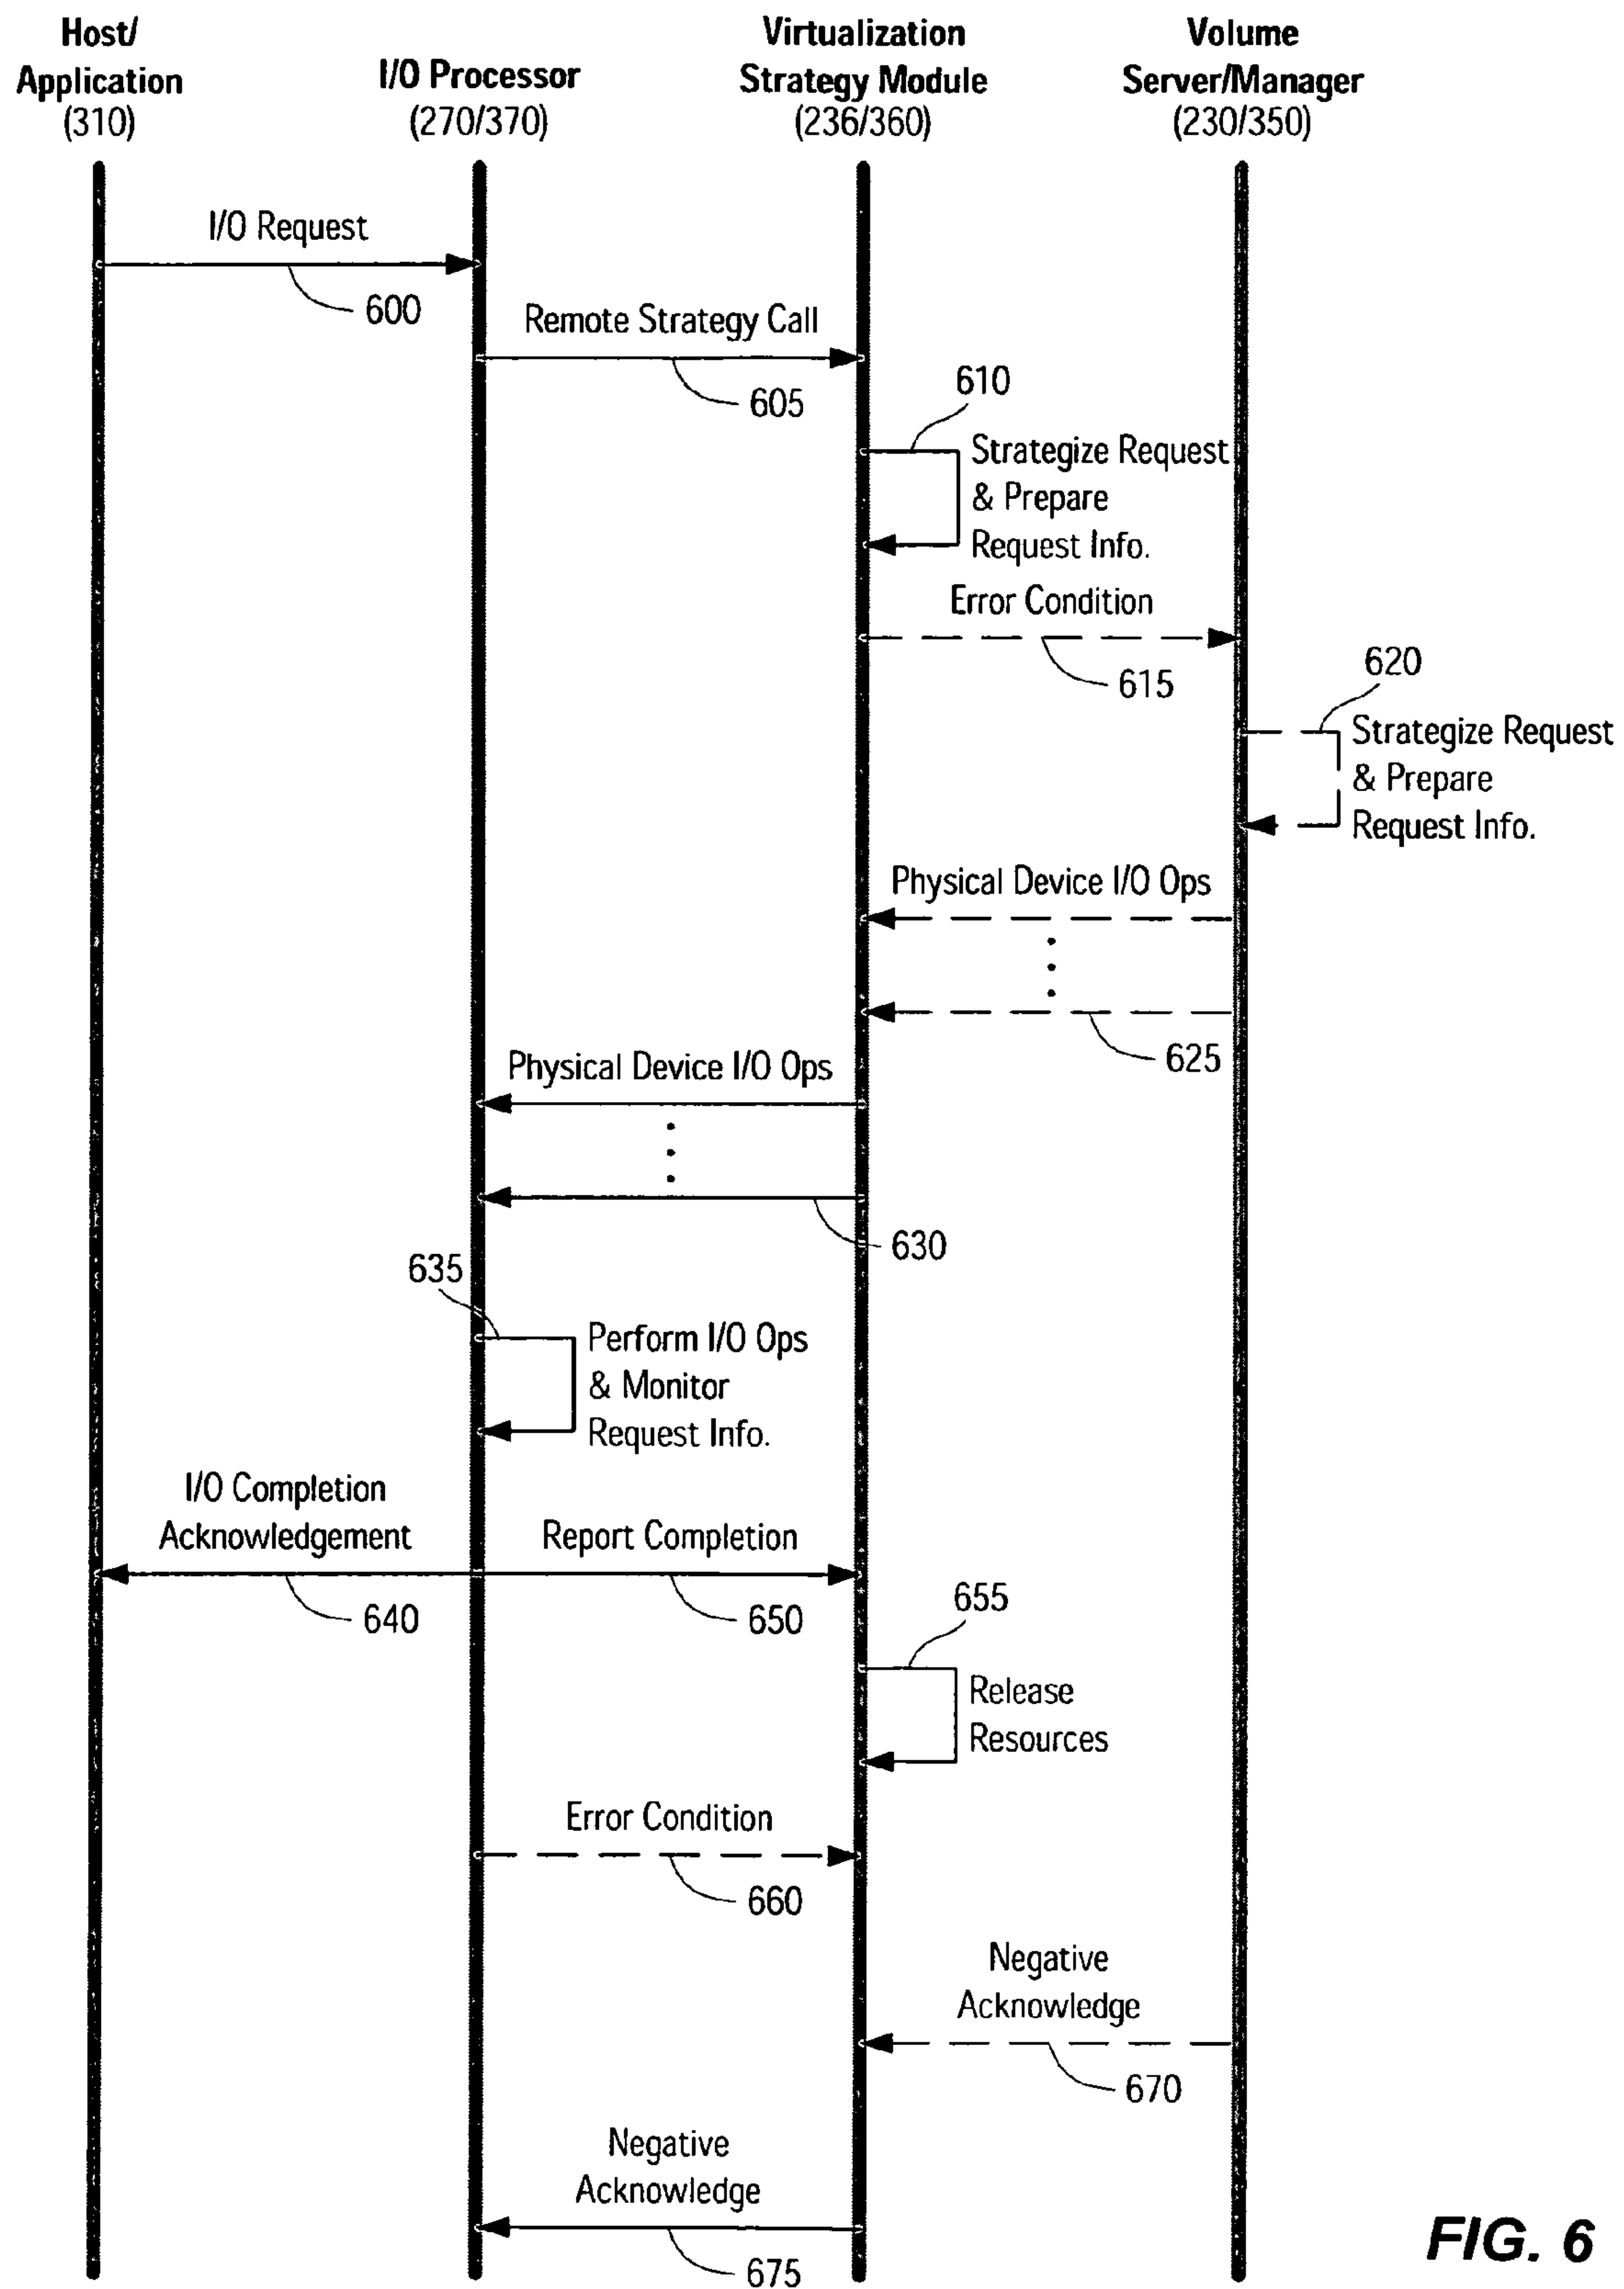 Host/
Application
(310)
I/O Processor
(270/370)
Virtualization
Strategy Module
(236/360)
Volume
Server/Manager
(230/350)
I/O Request
600
Remote Strategy Call
605
610
Strategize Request
& Prepare
Request Info.
Error Condition
615
620
Strategize Request
& Prepare
Request Info.
Physical Device I/O Ops
625
Physical Device I/O Ops
630
635
Perform I/O Ops
& Monitor
Request Info.
I/O Completion
Acknowledgement
640
Report Completion
650
655
Release
Resources
Error Condition
660
Negative
Acknowledge
670
Negative
Acknowledge
675
FIG. 6